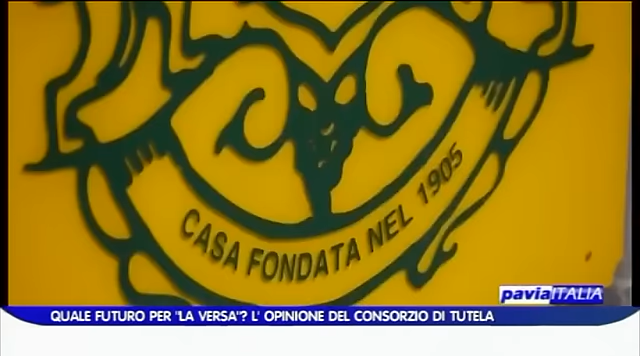 CASA FONDATA NEL 1905
paviaITALIA
QUALE FUTURO PER "LA VERSA"? L' OPINIONE DEL CONSORZIO DI TUTELA